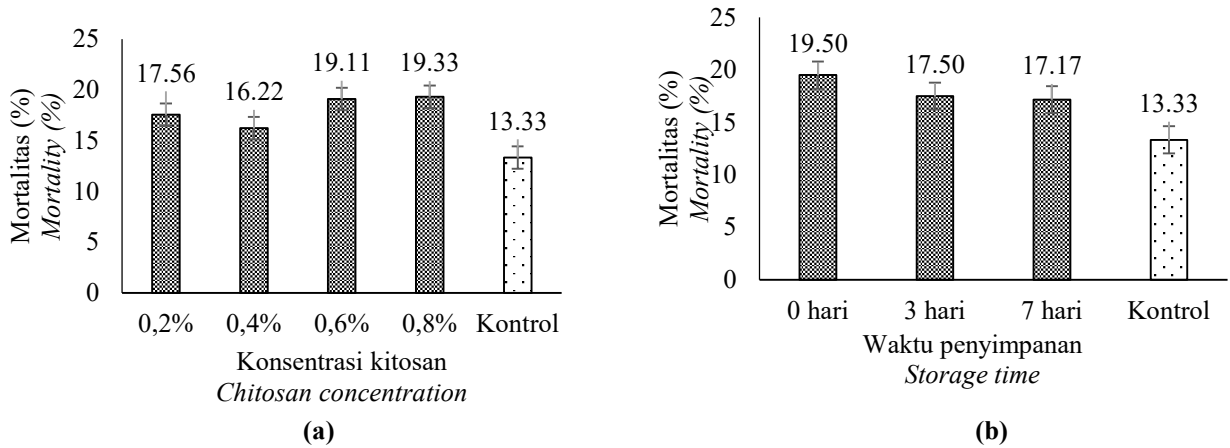 Mortalitas (%)
Mortality (%)
25
20
15
10
5
0
17.56
16.22
19.11
19.33
13.33
0,2%
0,4%
0,6%
0,8%
Kontrol
Konsentrasi kitosan
Chitosan concentration
(a)
Mortalitas (%)
Mortality (%)
25
20
15
10
5
0
19.50
17.50
17.17
13.33
0 hari
3 hari
7 hari
Kontrol
Waktu penyimpanan
Storage time
(b)